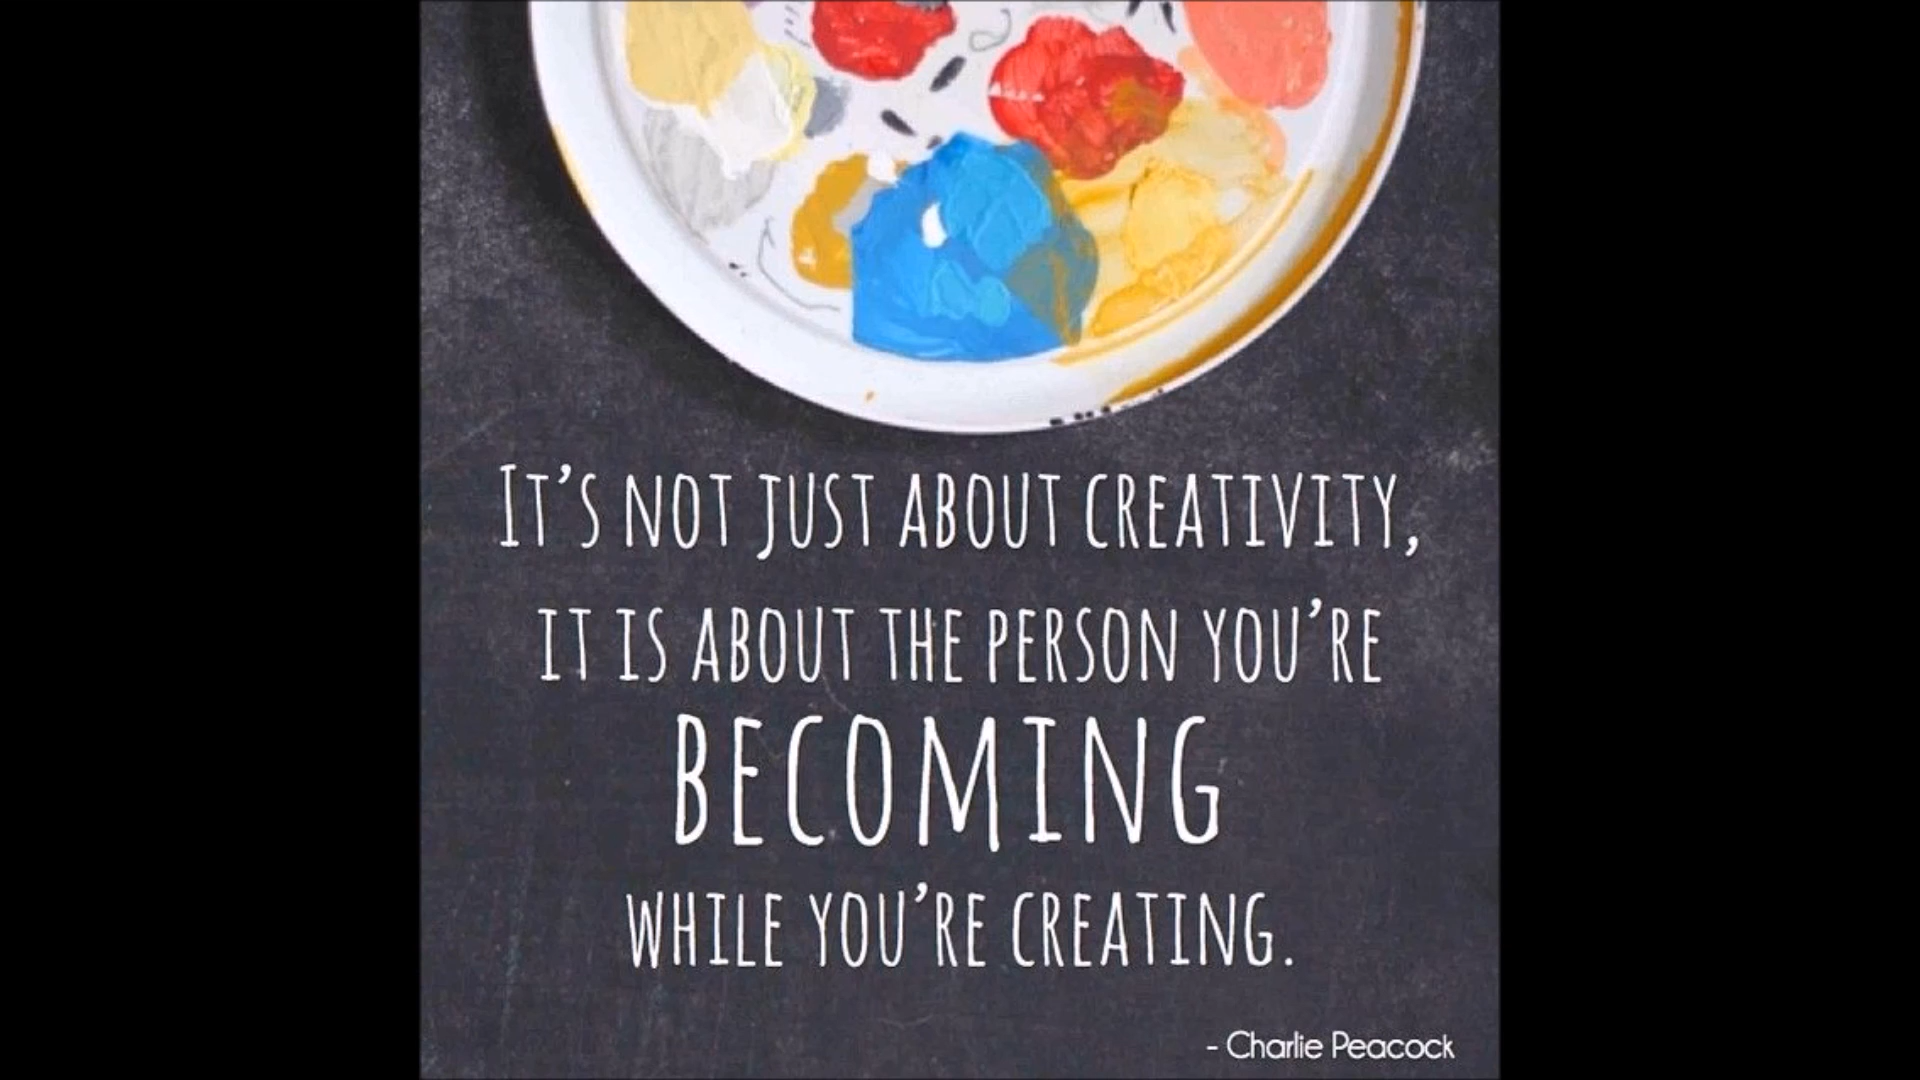 It's not just about creativity,
it is about the person you're
becoming
while you're creating.
- Charlie Peacock